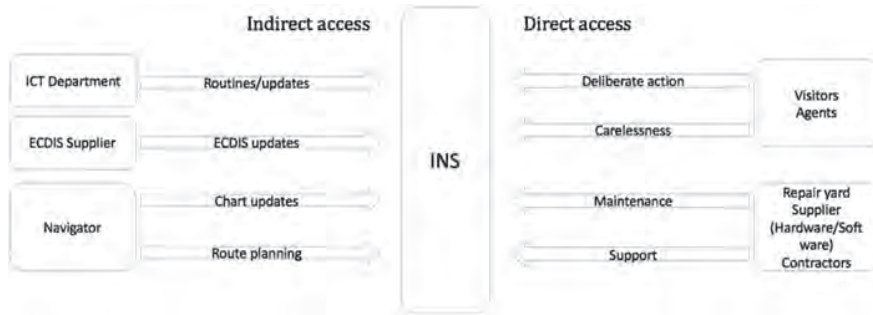 Indirect access
Direct access
ICT Department
Routines/updates
ECDIS Supplier
ECDIS updates
Navigator
Chart updates
Route planning
INS
Deliberate action
Carelessness
Visitors
Agents
Maintenance
Support
Repair yard
Supplier
(Hardware/Soft
ware)
Contractors